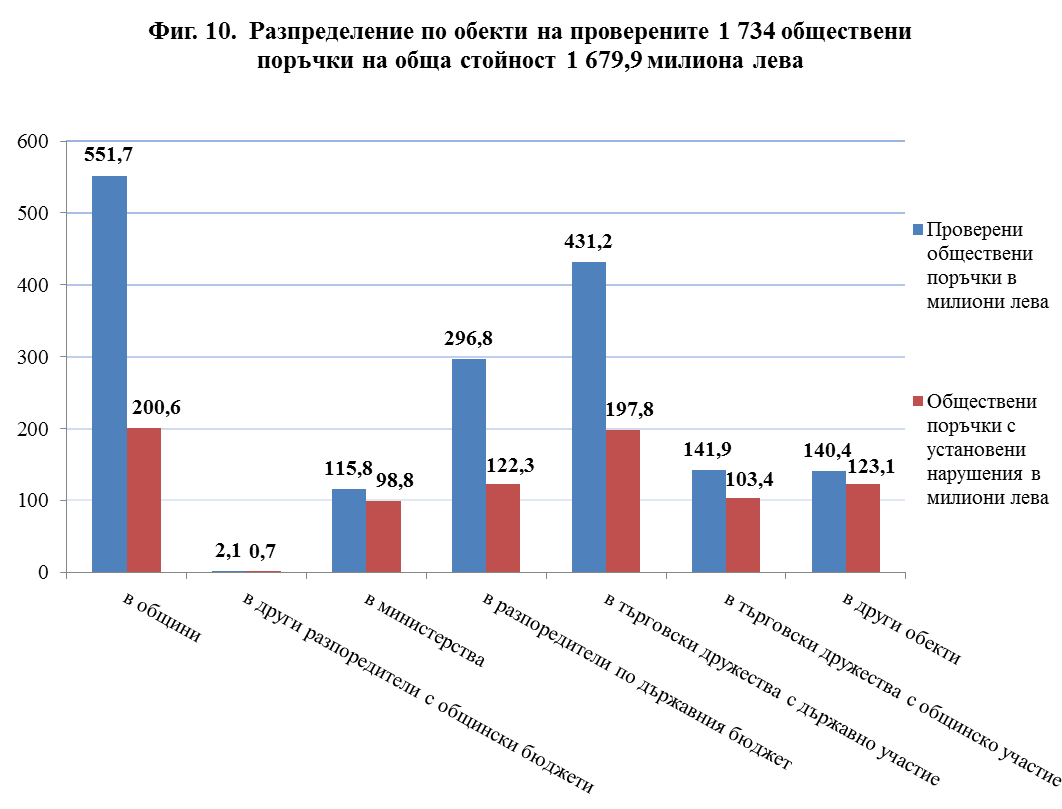 Фиг. 10.  Разпределение по обекти на проверените 1 734 обществени
поръчки на обща стойност 1 679,9 милиона лева
600
500
400
300
200
100
0
551,7
200,6
2,1
0,7
115,8
98,8
296,8
122,3
431,2
197,8
141,9
103,4
140,4
123,1
в общини
в други разпоредители с общински бюджети
в министерства
в разпоредители по държавния бюджет
в търговски дружества с държавно участие
в търговски дружества с общинско участие
в други обекти
Проверени
обществени
поръчки в
милиони лева
Обществени
поръчки с
установени
нарушения в
милиони лева